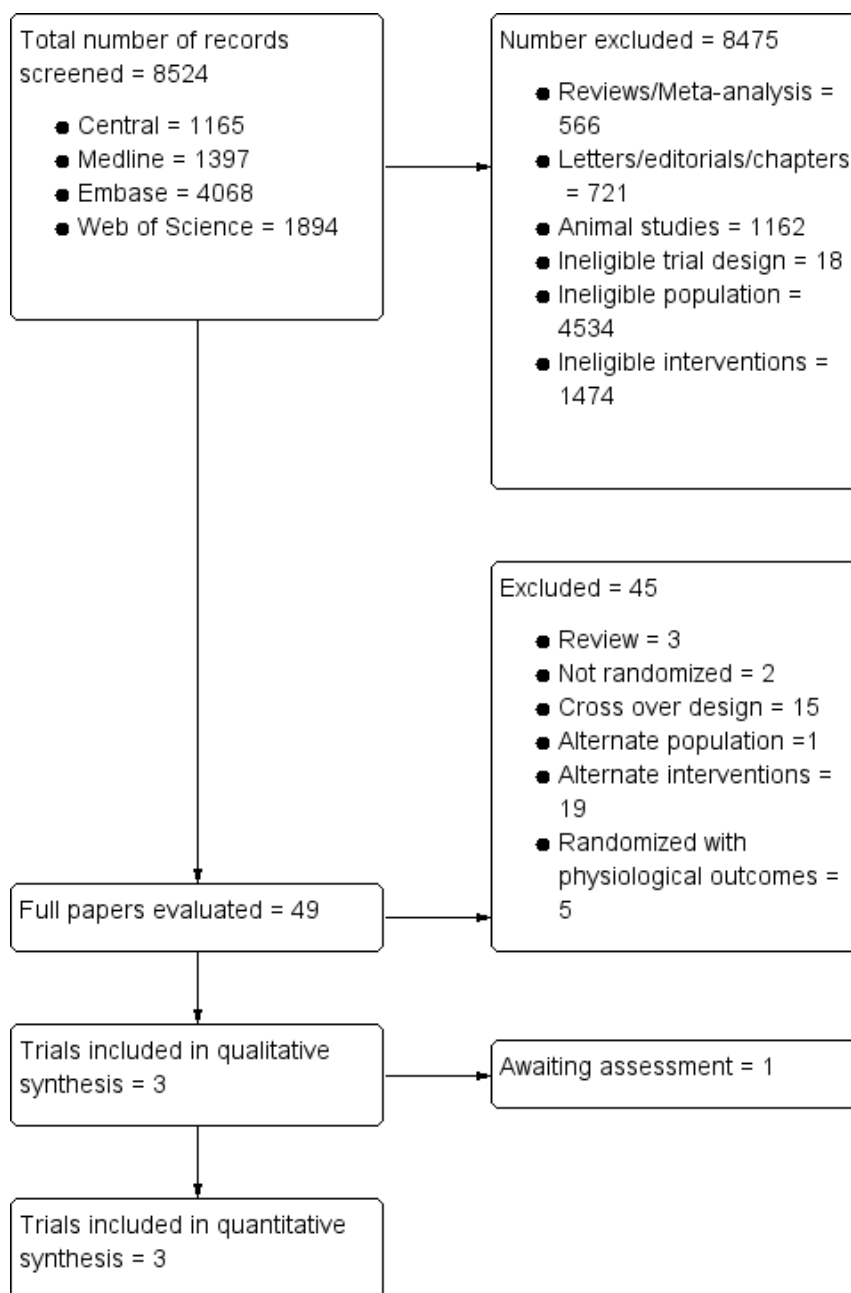 Total number of records
screened = 8524
● Central = 1165
● Medline = 1397
● Embase = 4068
● Web of Science = 1894
Number excluded = 8475
● Reviews/Meta-analysis =
566
● Letters/editorials/chapters
= 721
● Animal studies = 1162
● Ineligible trial design = 18
● Ineligible population =
4534
● Ineligible interventions =
1474
Excluded = 45
● Review = 3
● Not randomized = 2
● Cross over design = 15
● Alternate population =1
● Alternate interventions =
19
● Randomized with
physiological outcomes =
5
Full papers evaluated = 49
Trials included in qualitative
synthesis = 3
Awaiting assessment = 1
Trials included in quantitative
synthesis = 3